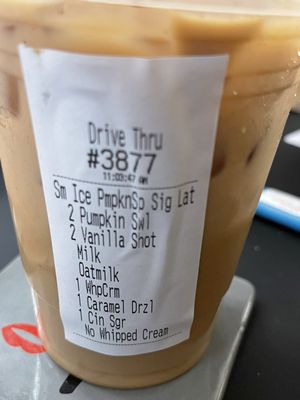 Drive Thru
#3877
11:03:47 AM
Sm Ice PmpknSp Sig Lat
2 Pumpkin Swl
2 Vanilla Shot
Milk
Oatmilk
1 WhpCrm
1 Caramel Drzl
1 Cin Sgr
No Whipped Cream